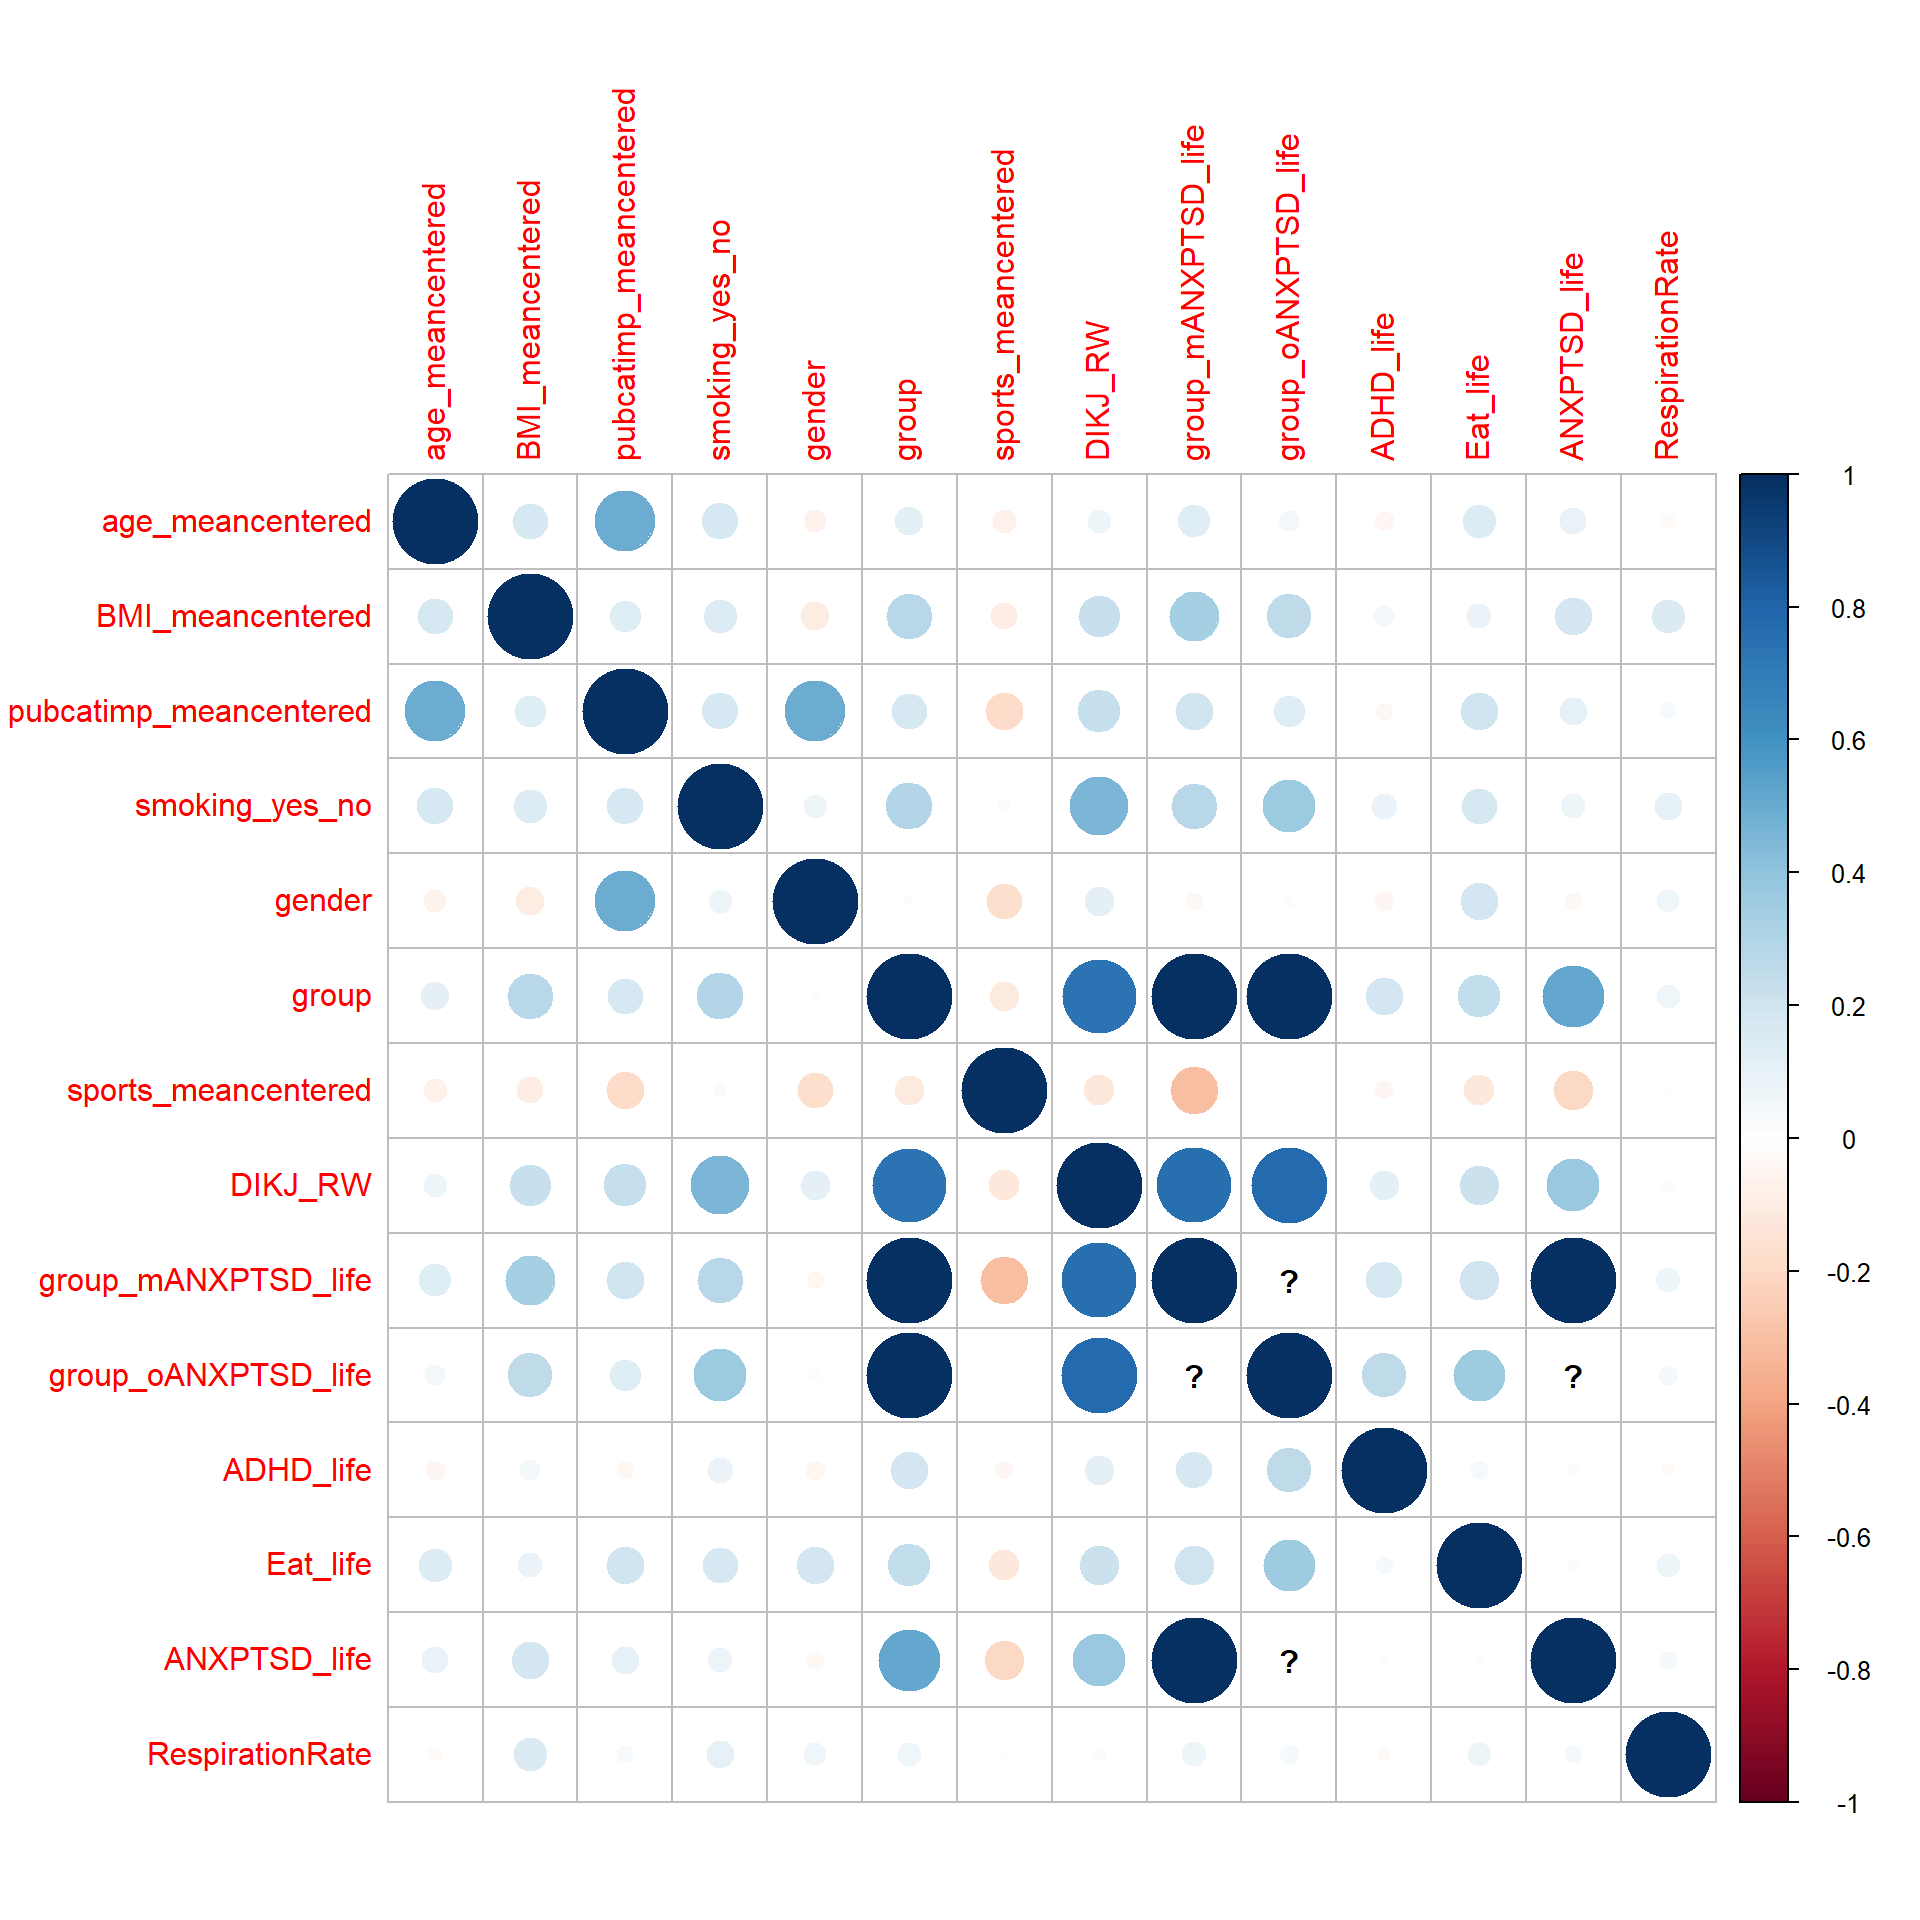 age_meancentered
BMI_meancentered
pubcatimp_meancentered
smoking_yes_no
gender
group
sports_meancentered
DIKJ_RW
group_mANXPTSD_life
group_oANXPTSD_life
ADHD_life
Eat_life
ANXPTSD_life
RespirationRate
age_meancentered
BMI_meancentered
pubcatimp_meancentered
smoking_yes_no
gender
group
sports_meancentered
DIKJ_RW
group_mANXPTSD_life
?
group_oANXPTSD_life
? ?
ADHD_life
Eat_life
ANXPTSD_life
?
RespirationRate
1
0.8
0.6
0.4
0.2
0
-0.2
-0.4
-0.6
-0.8
-1